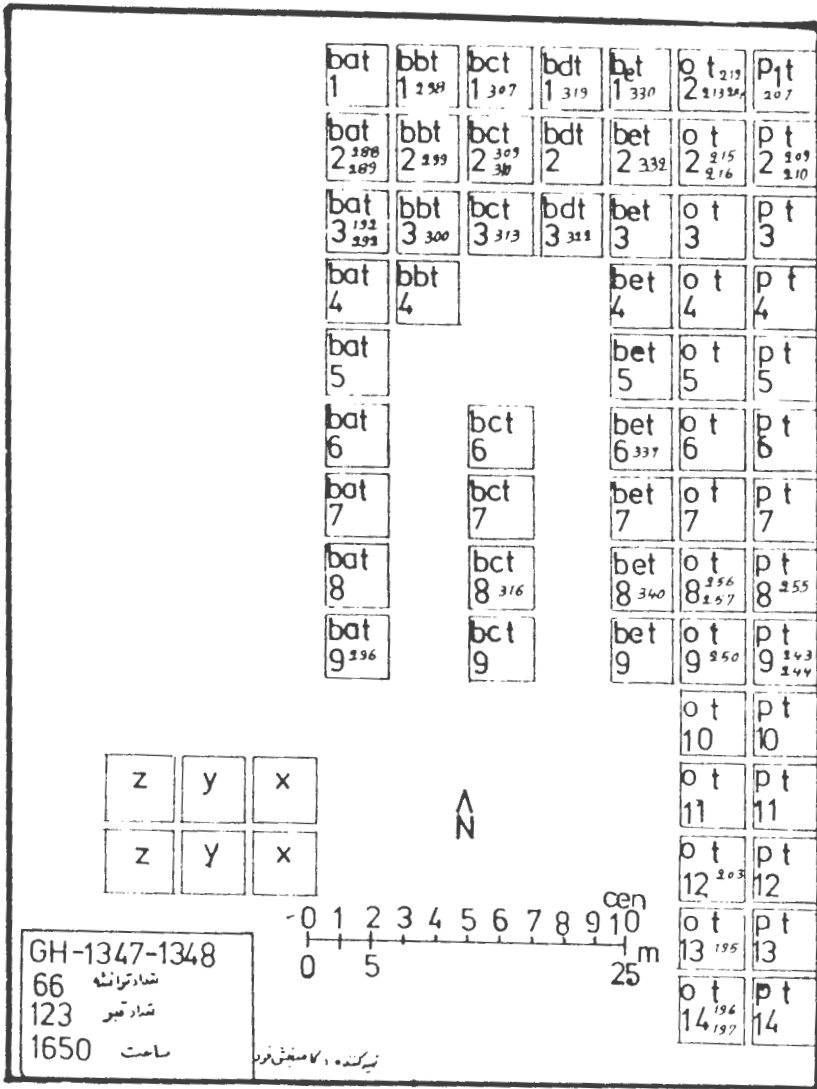 bat bbt bct bdt bet o t 219 p t
1 1 298 1 307 1 319 1 330 2 213 1 207
bat bbt bct bdt bet o t p t
2 288 289 2 299 2 309 310 2 2 332 2 215 216 2 209 210
bat bbt bct bdt bet o t p t
3 192 292 3 300 3 313 3 322 3 3 3
bat bbt bet o t p t
4 4 4 4 4
bat bet o t p t
5 5 5 5
bat bct bet o t p t
6 6 6 337 6 6
bat bct bet o t p t
7 7 7 7 7
bat bct bet o t p t
8 8 316 8 340 8 256 257 8 255
bat bct bet o t p t
9 296 9 9 9 250 9 243 244
o t p t
10 10
z y x o t p t
11 11
z y x o t p t
12 203 12
N
cen
0 1 2 3 4 5 6 7 8 9 10
0 5 25 m
o t p t
13 195 13
o t p t
14 196 197 14
GH-1347-1348
66 تعداد ترانشه
123 تعداد قبر
1650 مساحت